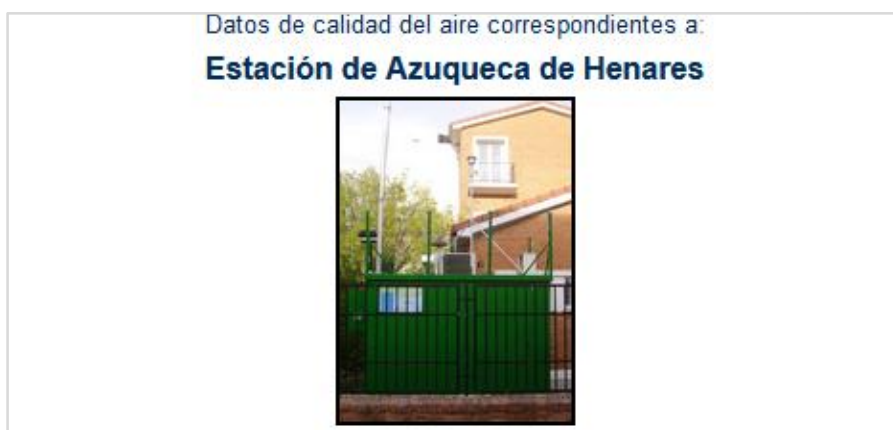 Datos de calidad del aire correspondientes a:
Estación de Azuqueca de Henares